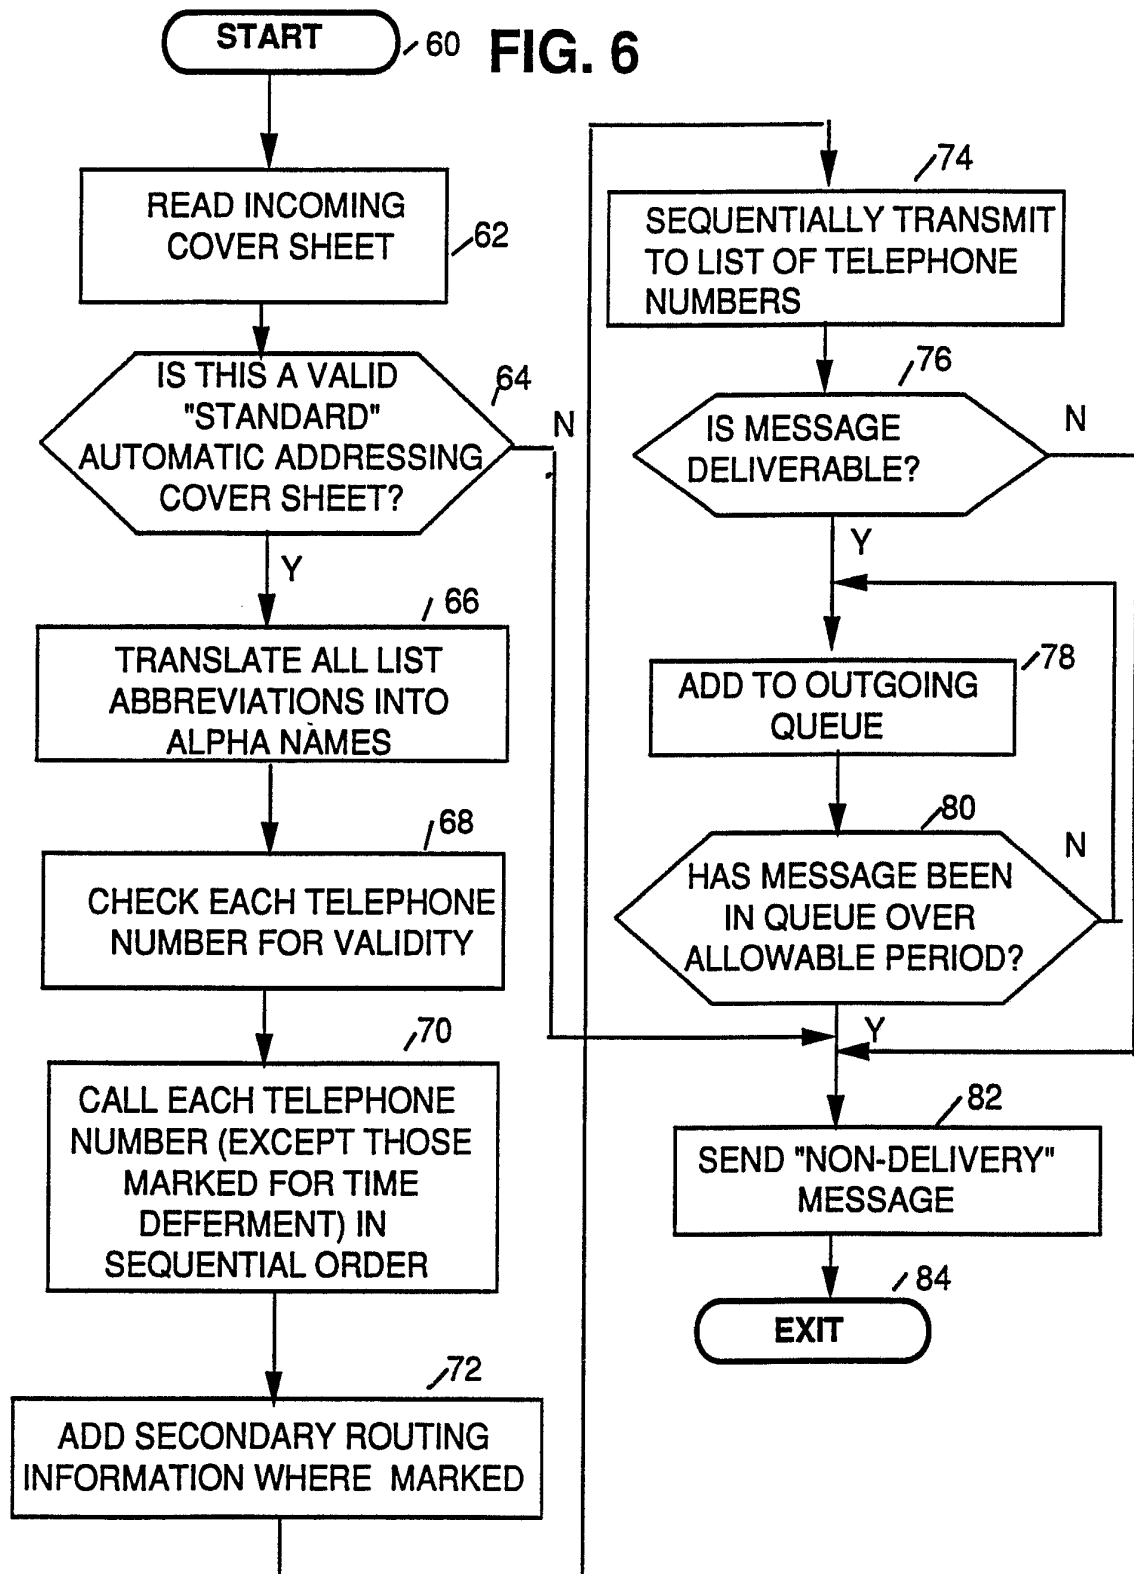 START
60
FIG. 6
READ INCOMING
COVER SHEET
62
IS THIS A VALID
"STANDARD"
AUTOMATIC ADDRESSING
COVER SHEET?
64
N
Y
66
TRANSLATE ALL LIST
ABBREVIATIONS INTO
ALPHA NAMES
68
CHECK EACH TELEPHONE
NUMBER FOR VALIDITY
70
CALL EACH TELEPHONE
NUMBER (EXCEPT THOSE
MARKED FOR TIME
DEFERMENT) IN
SEQUENTIAL ORDER
72
ADD SECONDARY ROUTING
INFORMATION WHERE MARKED
74
SEQUENTIALLY TRANSMIT
TO LIST OF TELEPHONE
NUMBERS
76
IS MESSAGE
DELIVERABLE?
N
Y
78
ADD TO OUTGOING
QUEUE
80
HAS MESSAGE BEEN
IN QUEUE OVER
ALLOWABLE PERIOD?
N
Y
82
SEND "NON-DELIVERY"
MESSAGE
84
EXIT